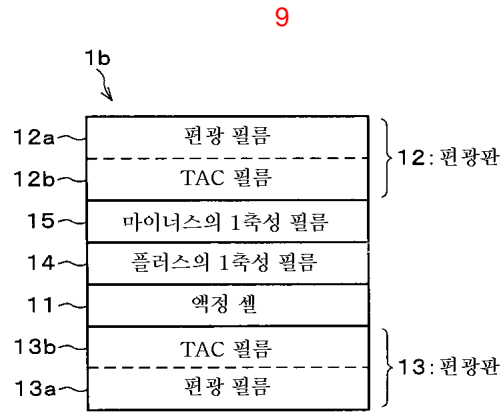 9
1b
12a 편광 필름
12b TAC 필름
12:편광판
15 마이너스의 1축성 필름
14 플러스의 1축성 필름
11 액정 셀
13b TAC 필름
13a 편광 필름
13:편광판